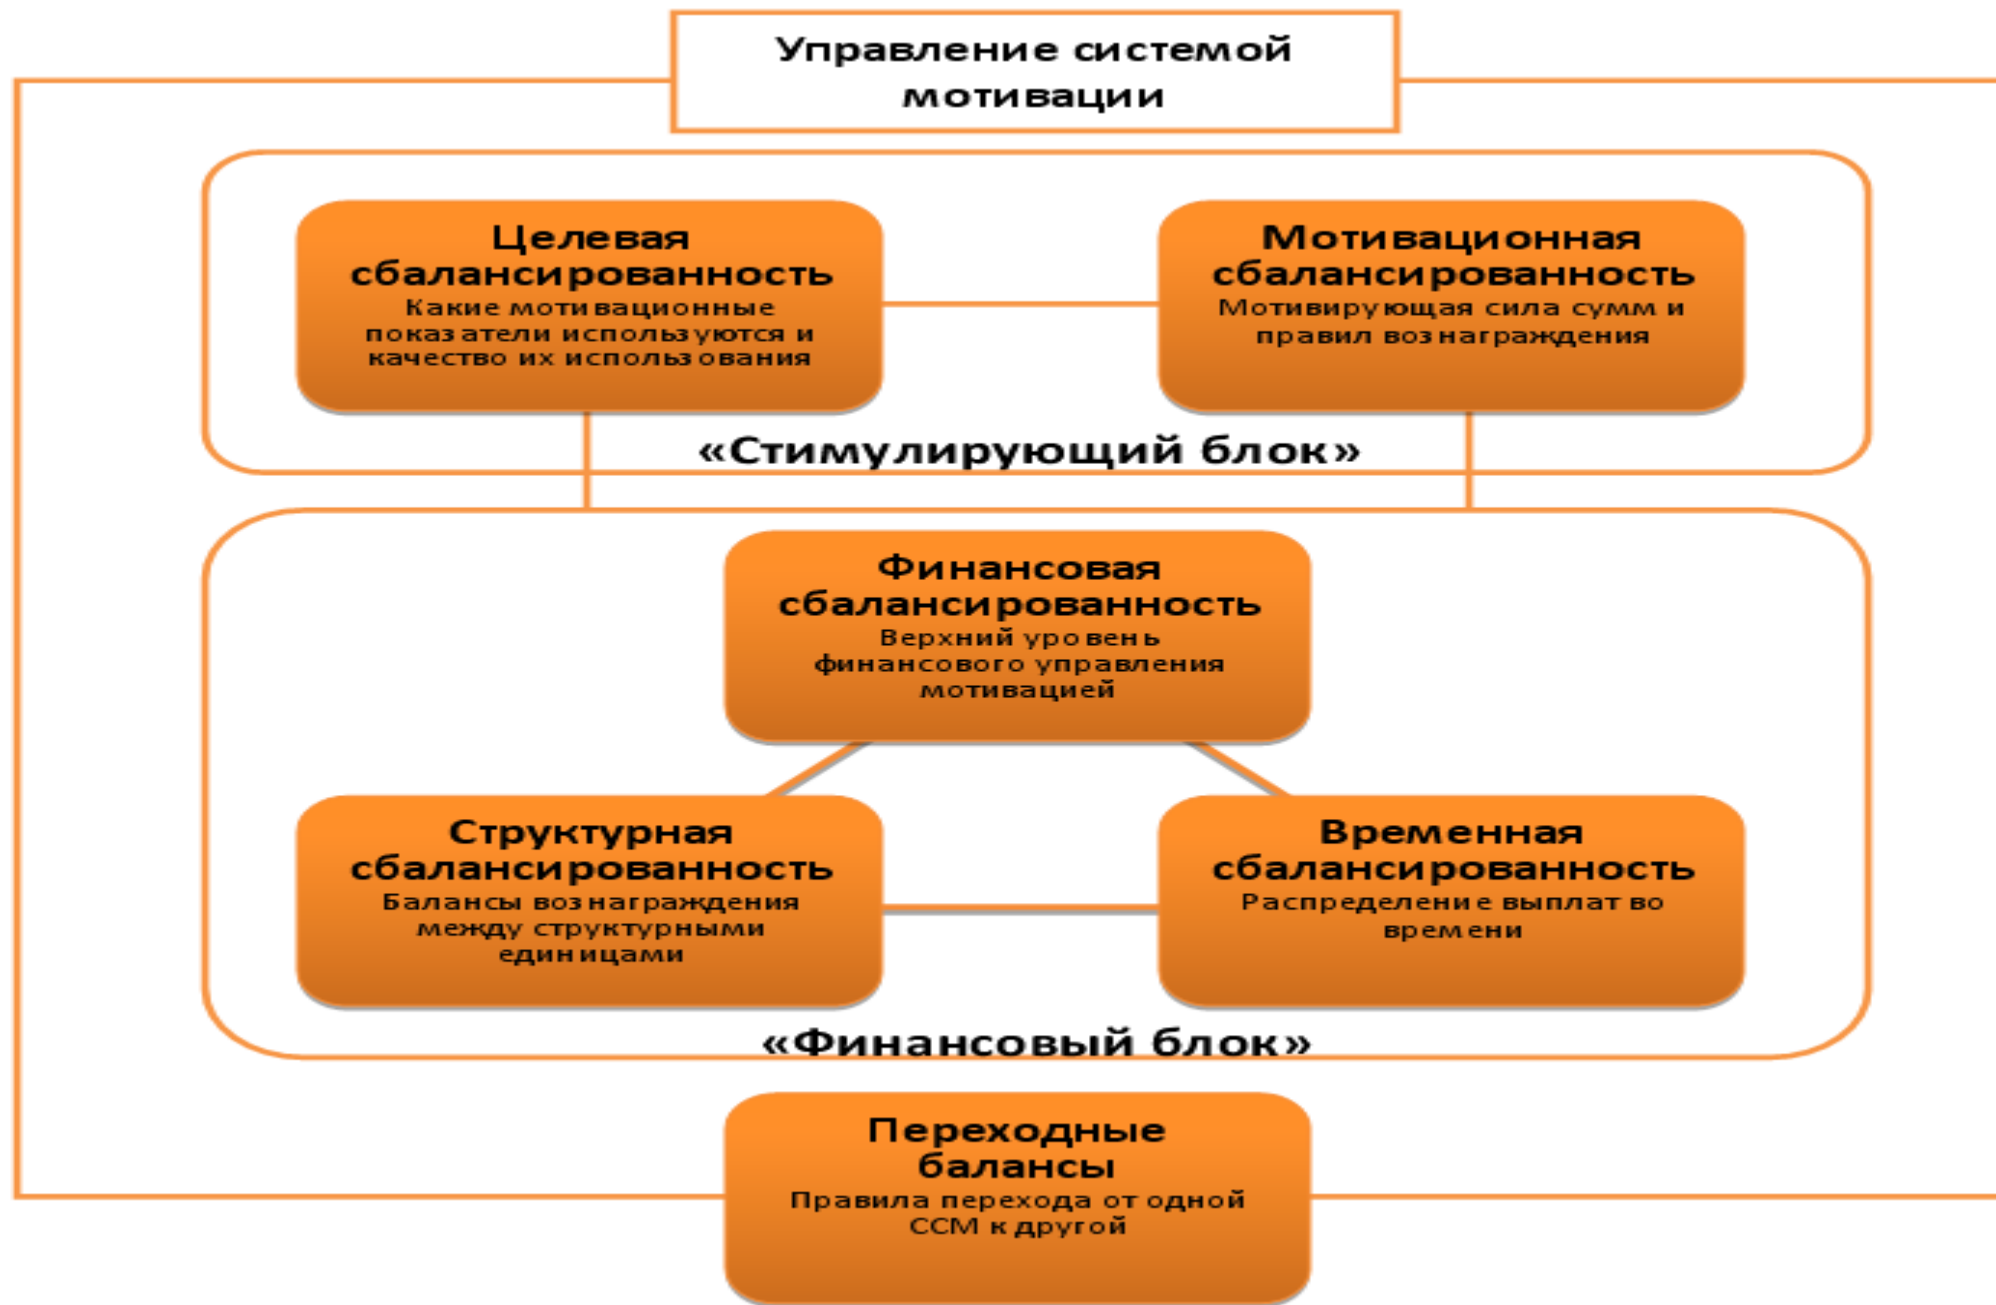 Управление системой
мотивации
Целевая
сбалансированность
Какие мотивационные
показатели используются и
качество их использования
Мотивационная
сбалансированность
Мотивирующая сила сумм и
правил вознаграждения
«Стимулирующий блок»
Финансовая
сбалансированность
Верхний уровень
финансового управления
мотивацией
Структурная
сбалансированность
Балансы вознаграждения
между структурными
единицами
Временная
сбалансированность
Распределение выплат во
времени
«Финансовый блок»
Переходные
балансы
Правила перехода от одной
ССМ к другой